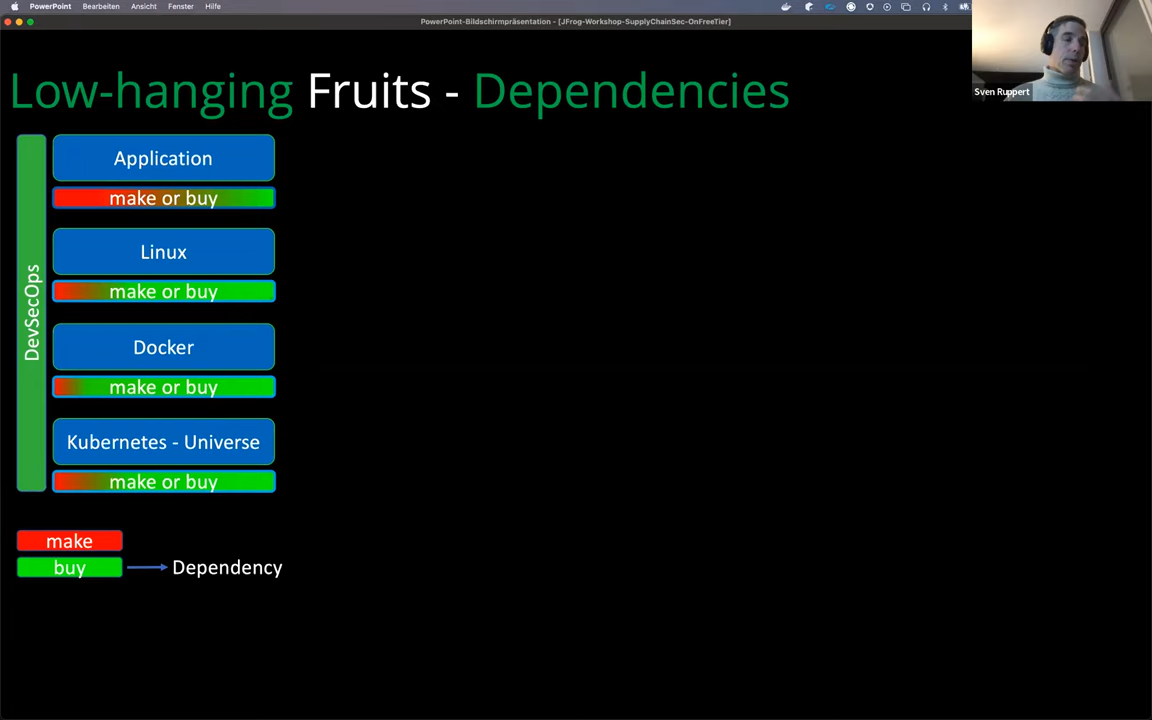 PowerPoint Bearbeiten Ansicht Fenster Hilfe
PowerPoint-Bildschirmpräsentation - [JFrog-Workshop-SupplyChainSec-OnFreeTier]
Sven Ruppert
Low-hanging Fruits - Dependencies
DevSecOps
Application
make or buy
Linux
make or buy
Docker
make or buy
Kubernetes - Universe
make or buy
make
buy
Dependency